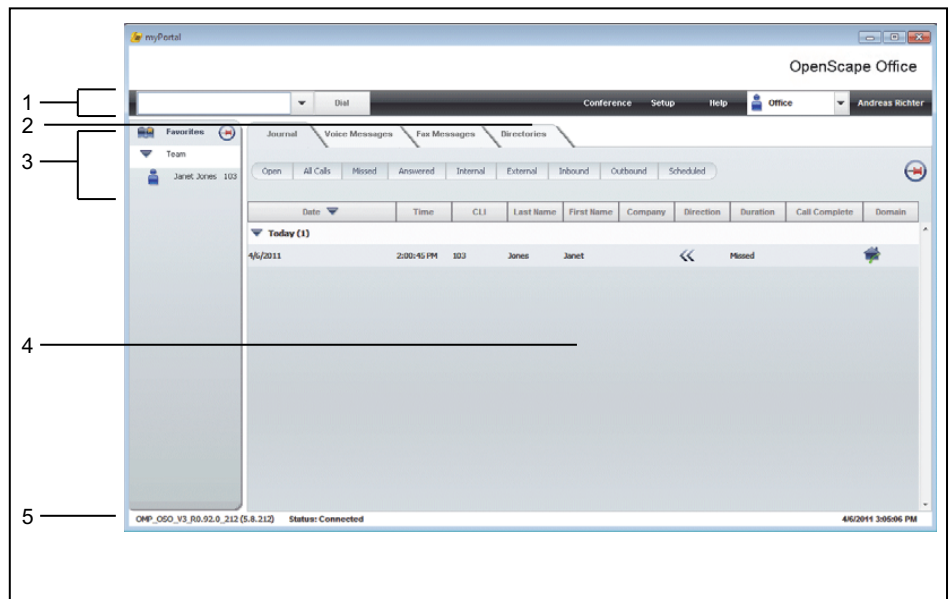 myPortal
OpenScape Office
1
Dial
Conference Setup Help Office Andreas Richter
2
3
Favorites
Journal Voice Messages Fax Messages Directories
Team
Janet Jones 103
Open All Calls Missed Answered Internal External Inbound Outbound Scheduled
Date Time CLI Last Name First Name Company Direction Duration Call Complete Domain
Today (1)
4/6/2011 2:00:45 PM 103 Jones Janet Missed
4
5
OMP_OSO_V3_R0.92.0_212 (5.8.212) Status: Connected 4/6/2011 3:05:06 PM